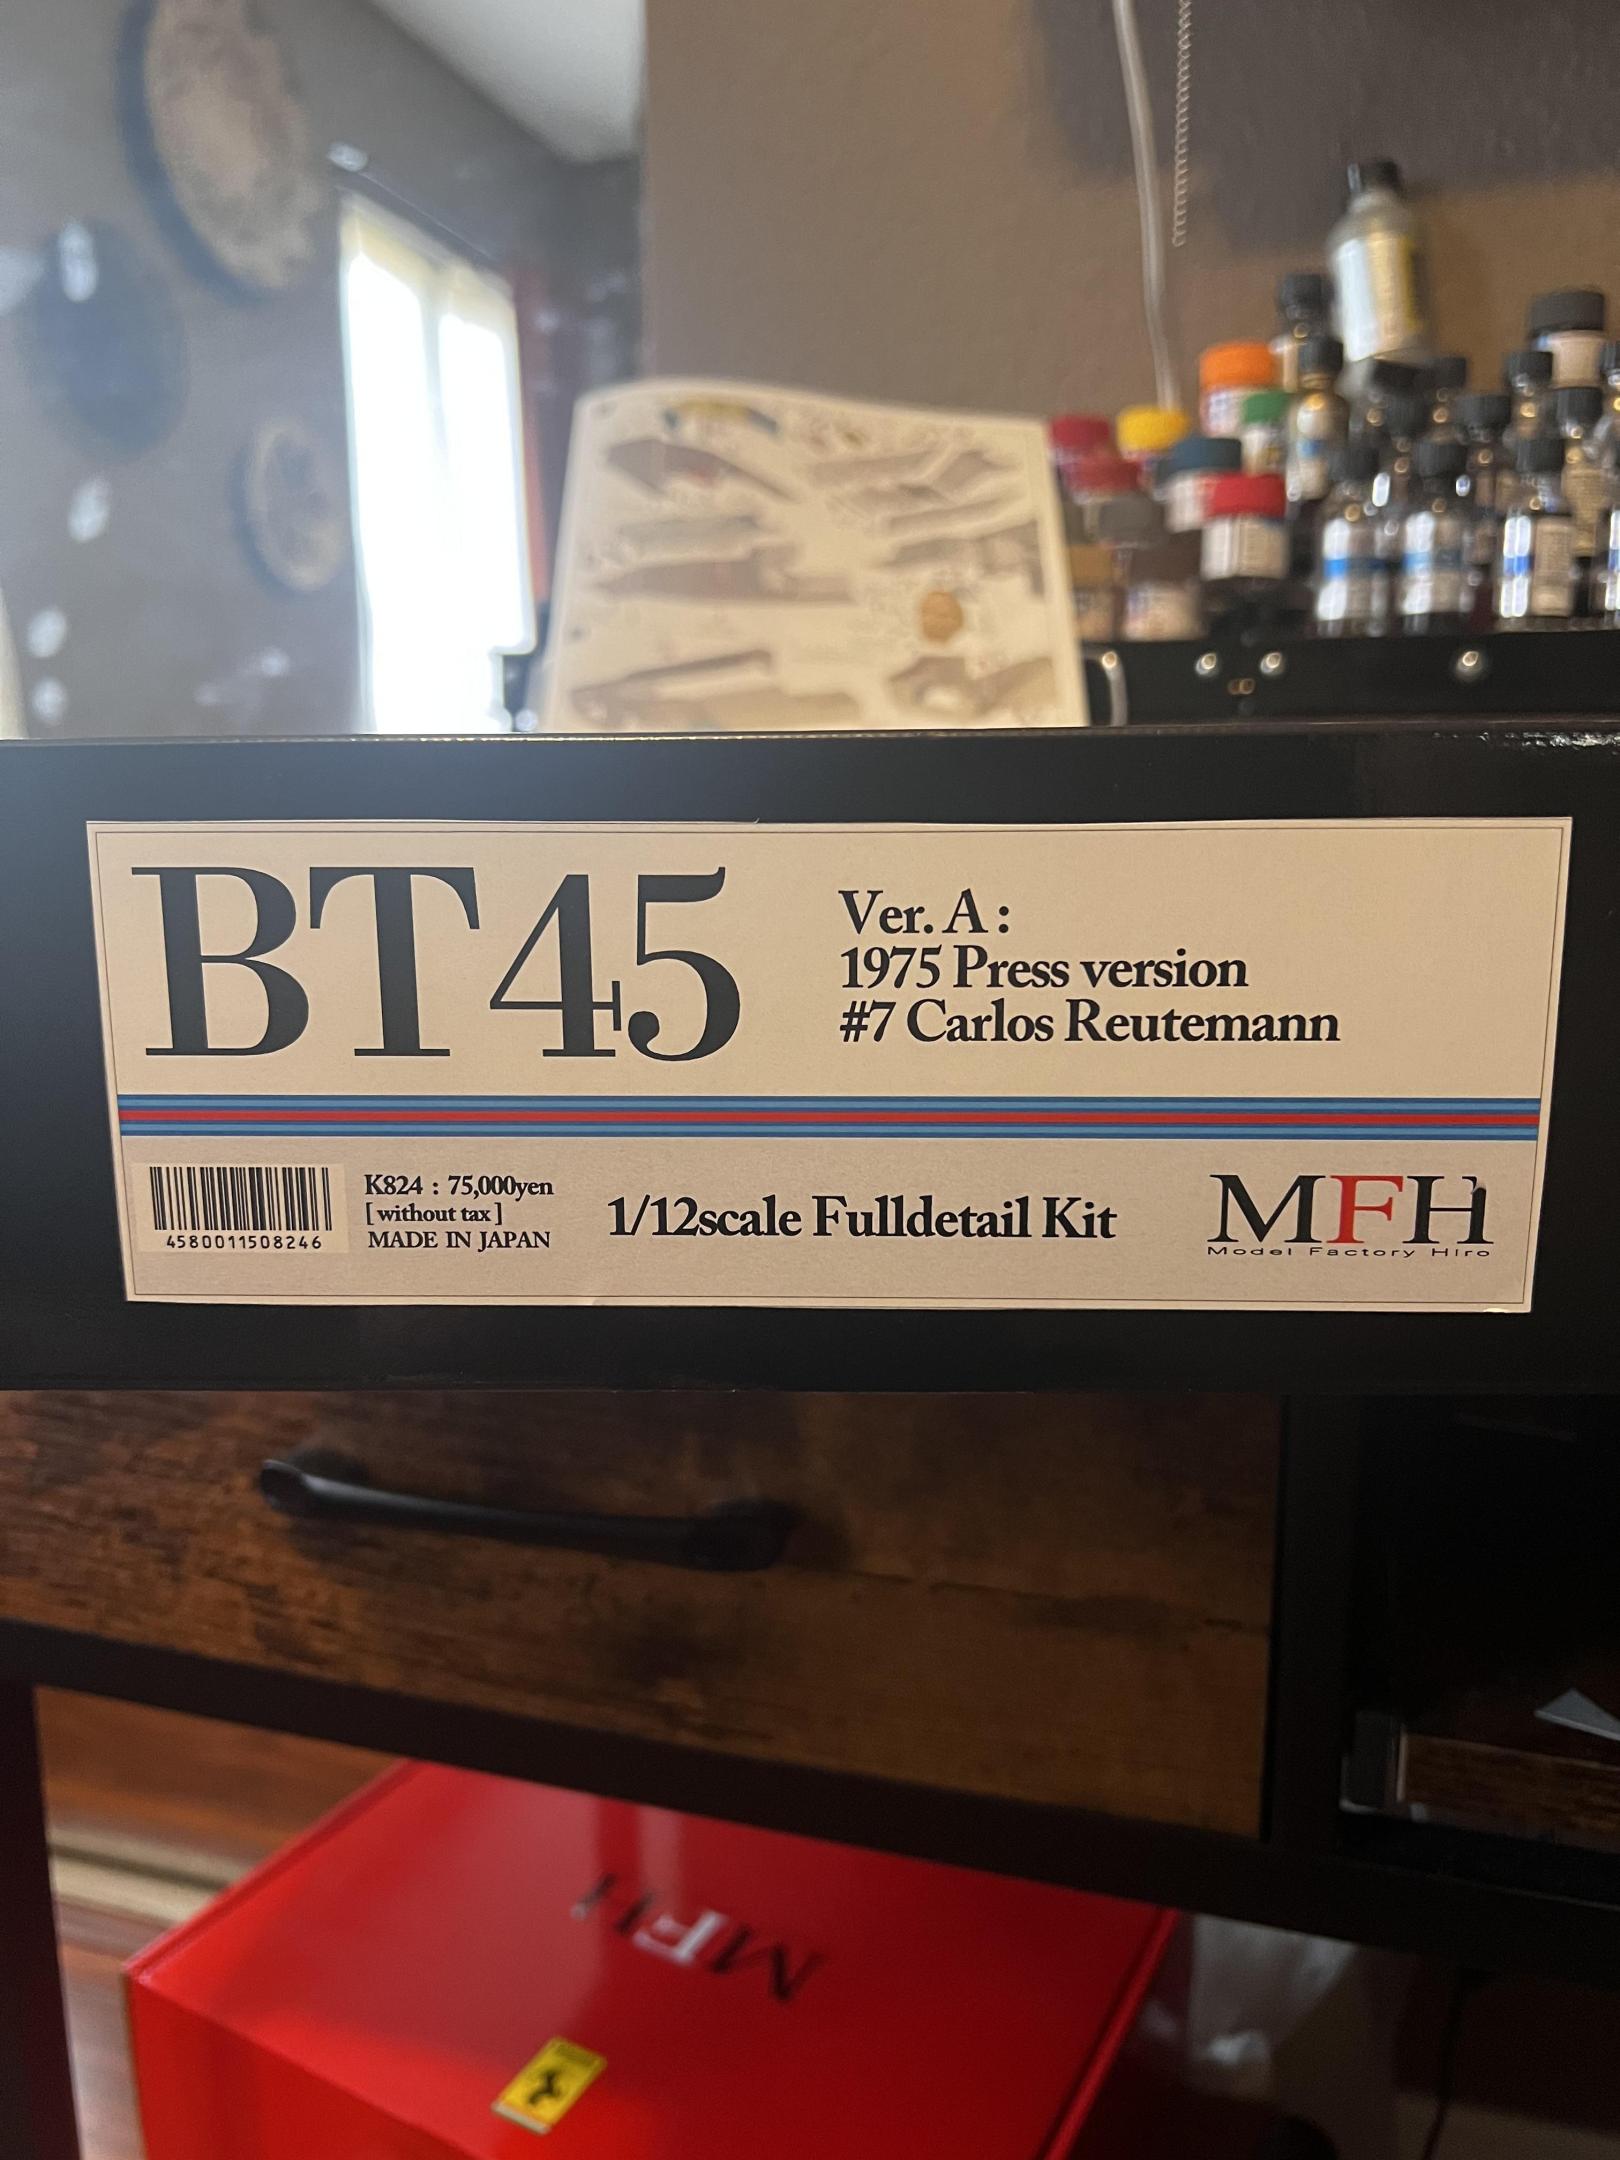 BT45
Ver. A :
1975 Press version
#7 Carlos Reutemann
4580011508246
K824 : 75,000yen
[ without tax ]
MADE IN JAPAN
1/12scale Fulldetail Kit
MFH
Model Factory Hiro
MFH